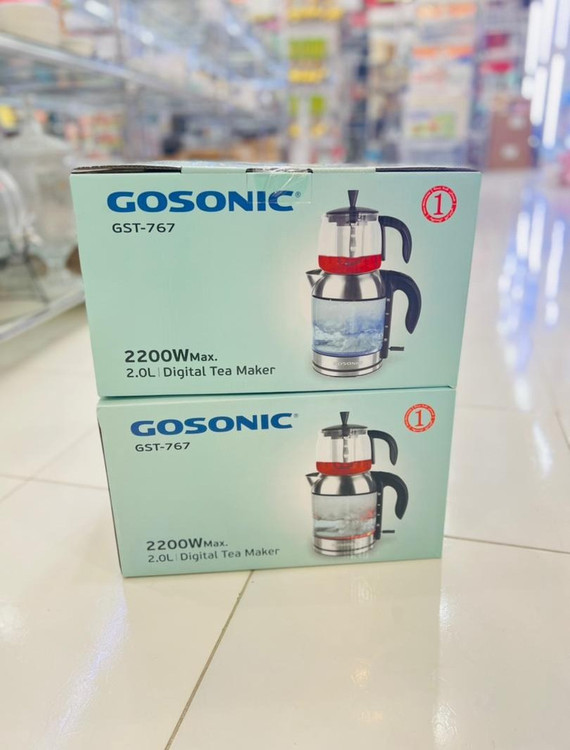 GOSONIC®
GST-767
1
2200W Max.
2.0L | Digital Tea Maker
GOSONIC®
GST-767
1
2200W Max.
2.0L | Digital Tea Maker